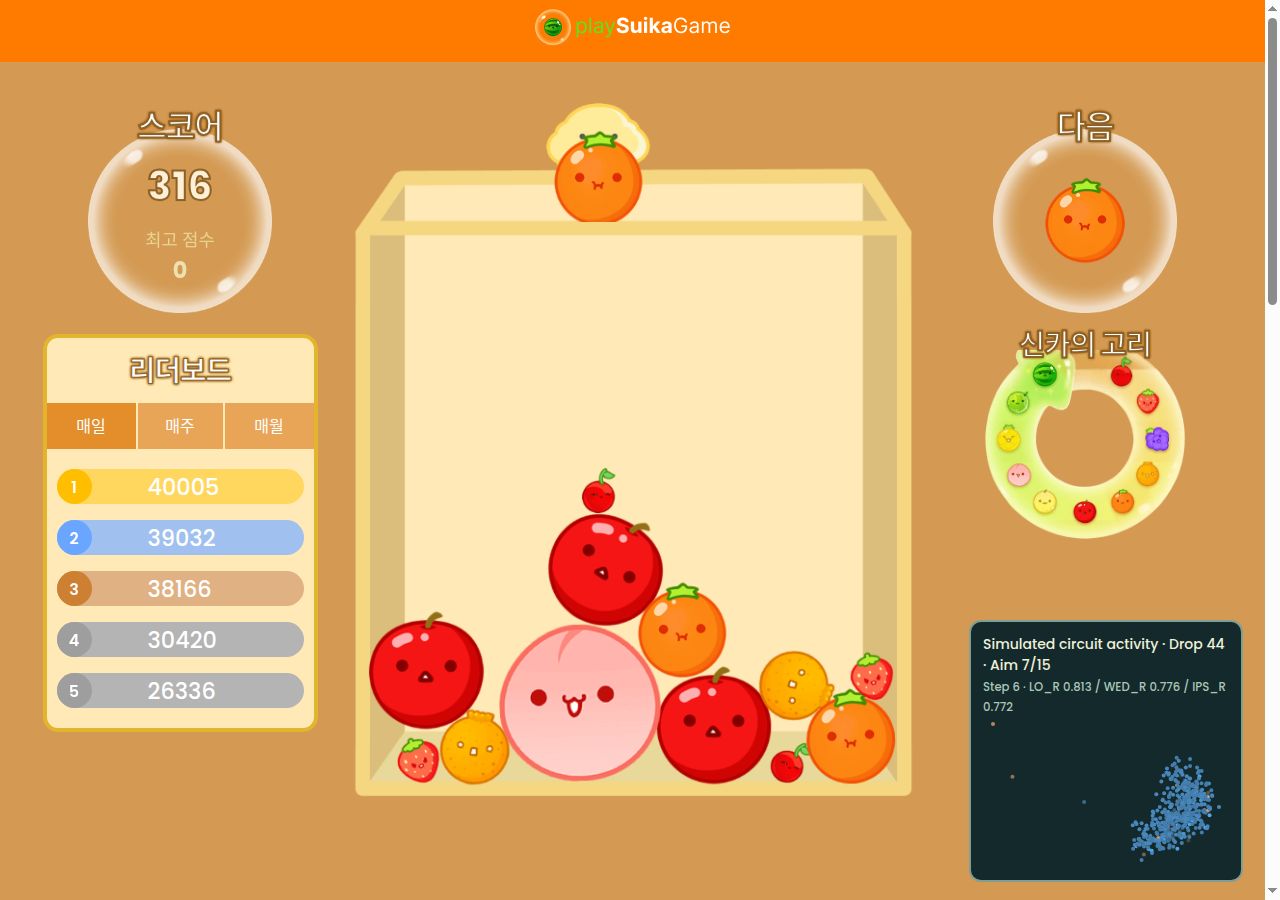 playSuikaGame
스코어
316
최고 점수
0
다음
리더보드
매일 매주 매월
1 40005
2 39032
3 38166
4 30420
5 26336
신카의 고리
Simulated circuit activity · Drop 44
· Aim 7/15
Step 6 · LO_R 0.813 / WED_R 0.776 / IPS_R
0.772